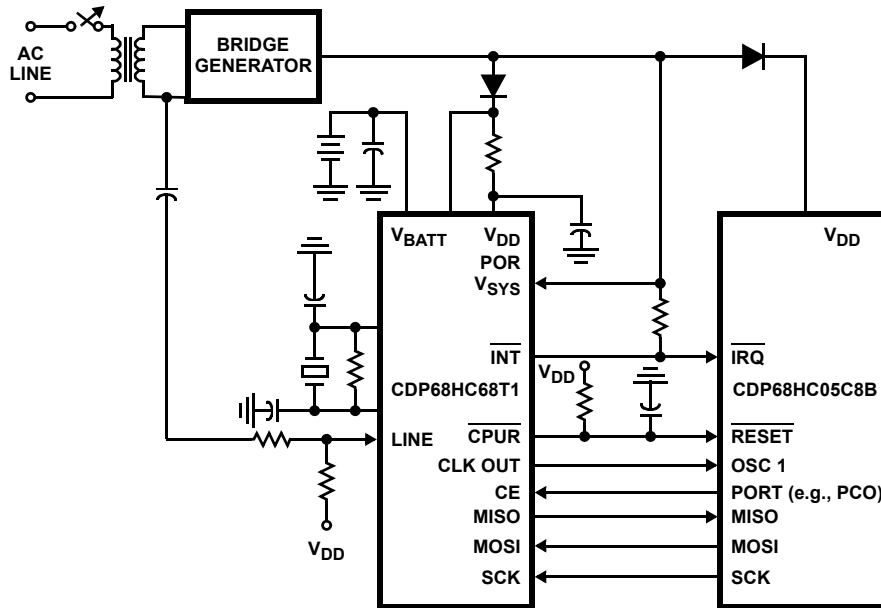 AC
LINE
BRIDGE
GENERATOR
VBATT
VDD
POR
VSYS
INT
CDP68HC68T1
LINE
CPUR
CLK OUT
CE
MISO
MOSI
SCK
VDD
VDD
VDD
IRQ
CDP68HC05C8B
RESET
OSC 1
PORT (e.g., PCO)
MISO
MOSI
SCK